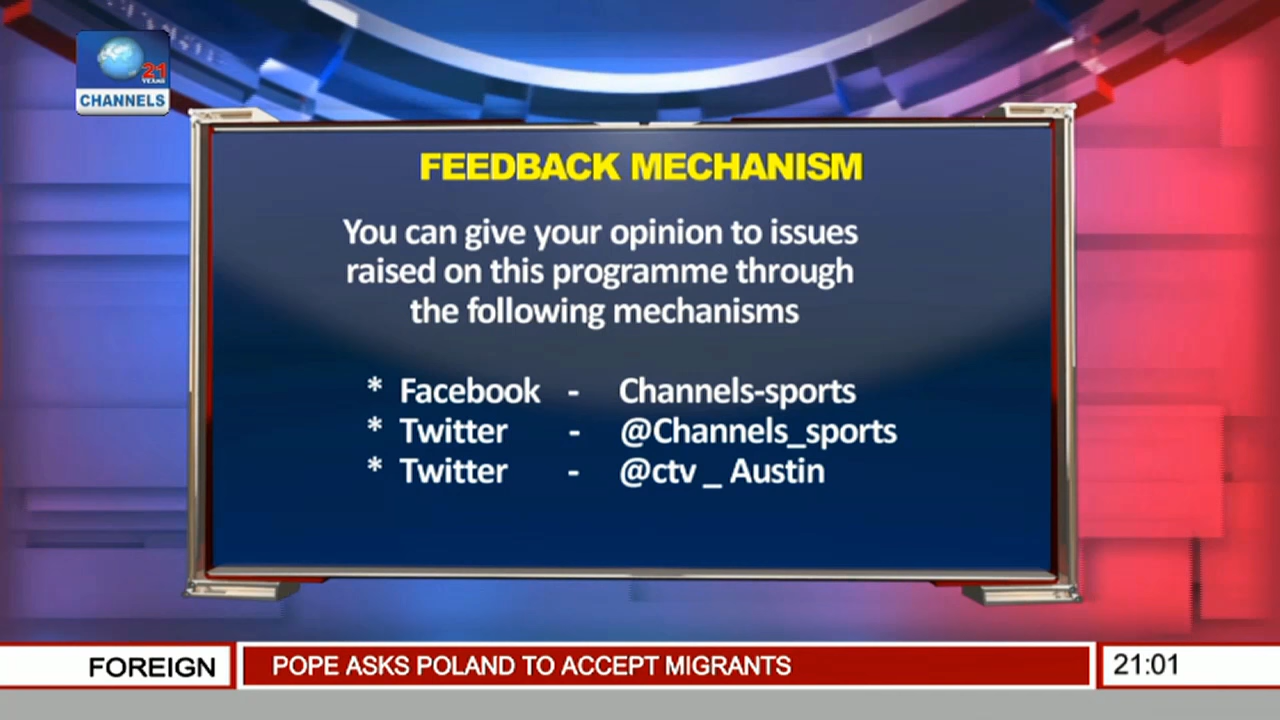 21
YEARS
CHANNELS
FEEDBACK MECHANISM
You can give your opinion to issues
raised on this programme through
the following mechanisms
* Facebook - Channels-sports
* Twitter - @Channels_sports
* Twitter - @ctv _ Austin
FOREIGN
POPE ASKS POLAND TO ACCEPT MIGRANTS
21:01